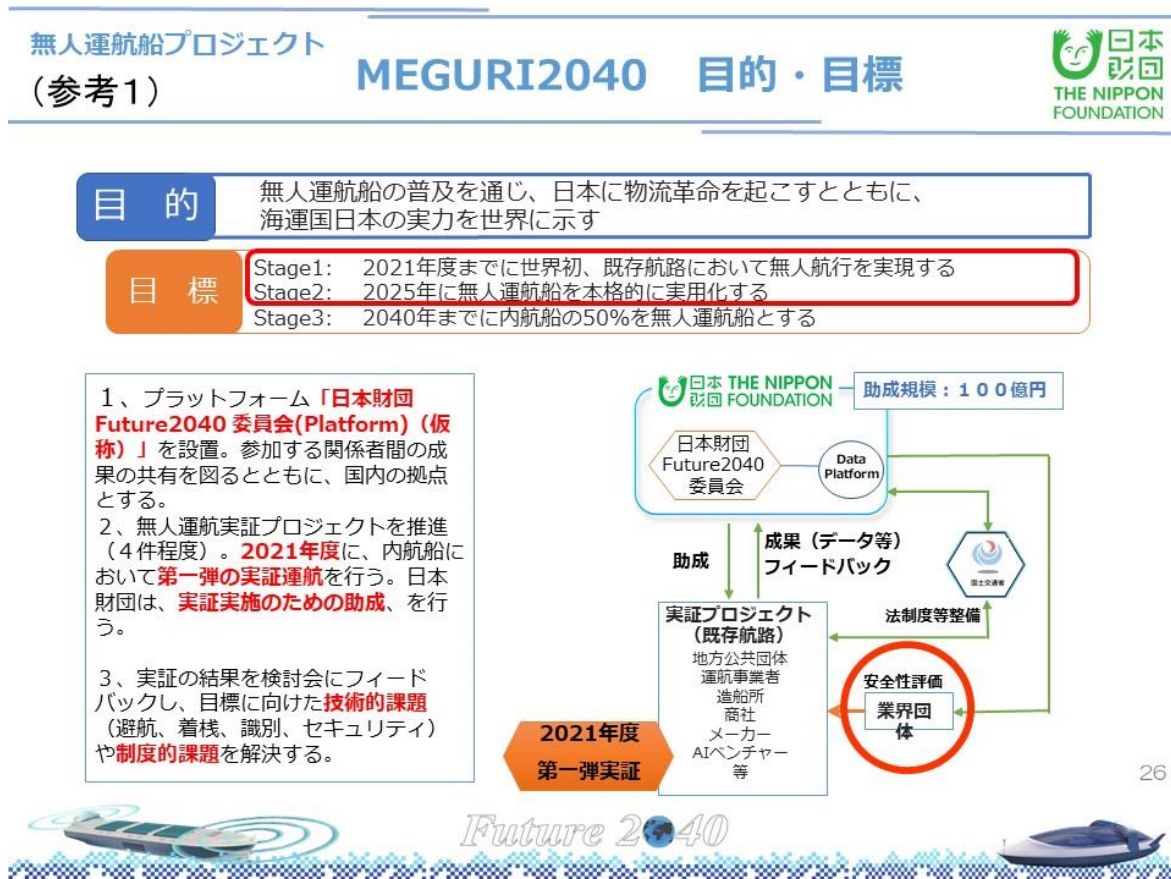 無人運航船プロジェクト
（参考１）
MEGURI2040 目的・目標
日本
財団
THE NIPPON
FOUNDATION
目 的
無人運航船の普及を通じ、日本に物流革命を起こすとともに、
海運国日本の実力を世界に示す
目 標
Stage1: 2021年度までに世界初、既存航路において無人航行を実現する
Stage2: 2025年に無人運航船を本格的に実用化する
Stage3: 2040年までに内航船の50%を無人運航船とする
１、プラットフォーム「日本財団
Future2040 委員会(Platform)（仮
称）」を設置。参加する関係者間の成
果の共有を図るとともに、国内の拠点
とする。
２、無人運航実証プロジェクトを推進
（４件程度）。2021年度に、内航船に
おいて第一弾の実証運航を行う。日本
財団は、実証実施のための助成、を行
う。
３、実証の結果を検討会にフィード
バックし、目標に向けた技術的課題
（避航、着桟、識別、セキュリティ）
や制度的課題を解決する。
日本 THE NIPPON
財団 FOUNDATION
助成規模：１００億円
日本財団
Future2040
委員会
Data
Platform
助成
成果（データ等）
フィードバック
国土交通省
法制度等整備
実証プロジェクト
（既存航路）
地方公共団体
運航事業者
造船所
商社
メーカー
AIベンチャー
等
安全性評価
業界団
体
2021年度
第一弾実証
26
Future 2040